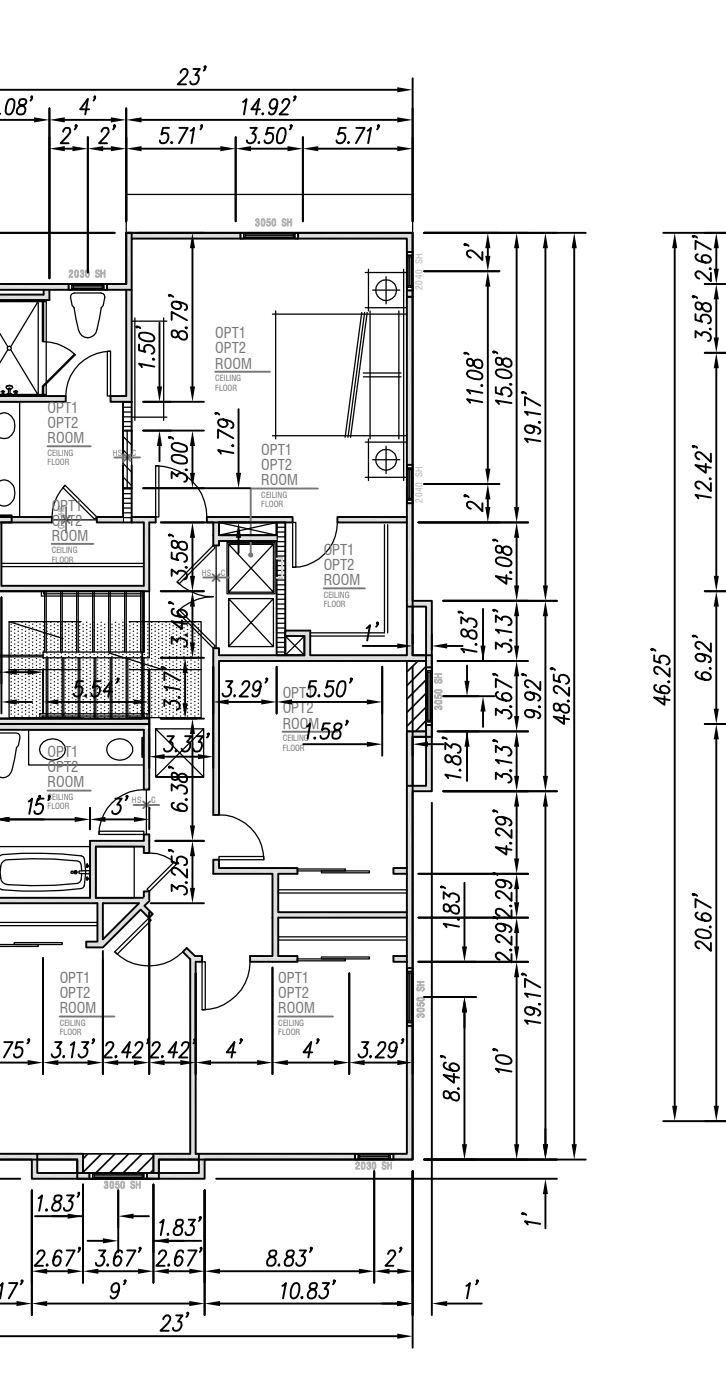 23'
.08'
4'
14.92'
2'
2'
5.71'
3.50'
5.71'
3050 SH
2030 SH
2040 SH
2'
2.67'
3.58'
8.79'
1.50'
OPT1
OPT2
ROOM
CEILING
FLOOR
11.08'
15.08'
19.17'
OPT1
OPT2
ROOM
CEILING
FLOOR
1.79'
3.00'
OPT1
OPT2
ROOM
CEILING
FLOOR
HS
C
12.42'
2040 SH
2'
OPT1
OPT2
ROOM
CEILING
FLOOR
3.58'
HS
C
OPT1
OPT2
ROOM
CEILING
FLOOR
4.08'
3.46'
1'
1.83'
3.13'
3.17'
5.54'
3.29'
5.50'
OPT1
OPT2
ROOM
CEILING
FLOOR
1.58'
3050 SH
3.67'
9.92'
48.25'
46.25'
6.92'
3.33'
1.83'
3.13'
OPT1
OPT2
ROOM
CEILING
FLOOR
6.38'
15'
3'
HS
C
4.29'
3.25'
1.83'
2.29'
2.29'
20.67'
OPT1
OPT2
ROOM
CEILING
FLOOR
OPT1
OPT2
ROOM
CEILING
FLOOR
3050 SH
19.17'
75'
3.13'
2.42'
2.42'
4'
4'
3.29'
8.46'
10'
2030 SH
3050 SH
1.83'
1.83'
1'
2.67'
3.67'
2.67'
8.83'
2'
17'
9'
10.83'
1'
23'